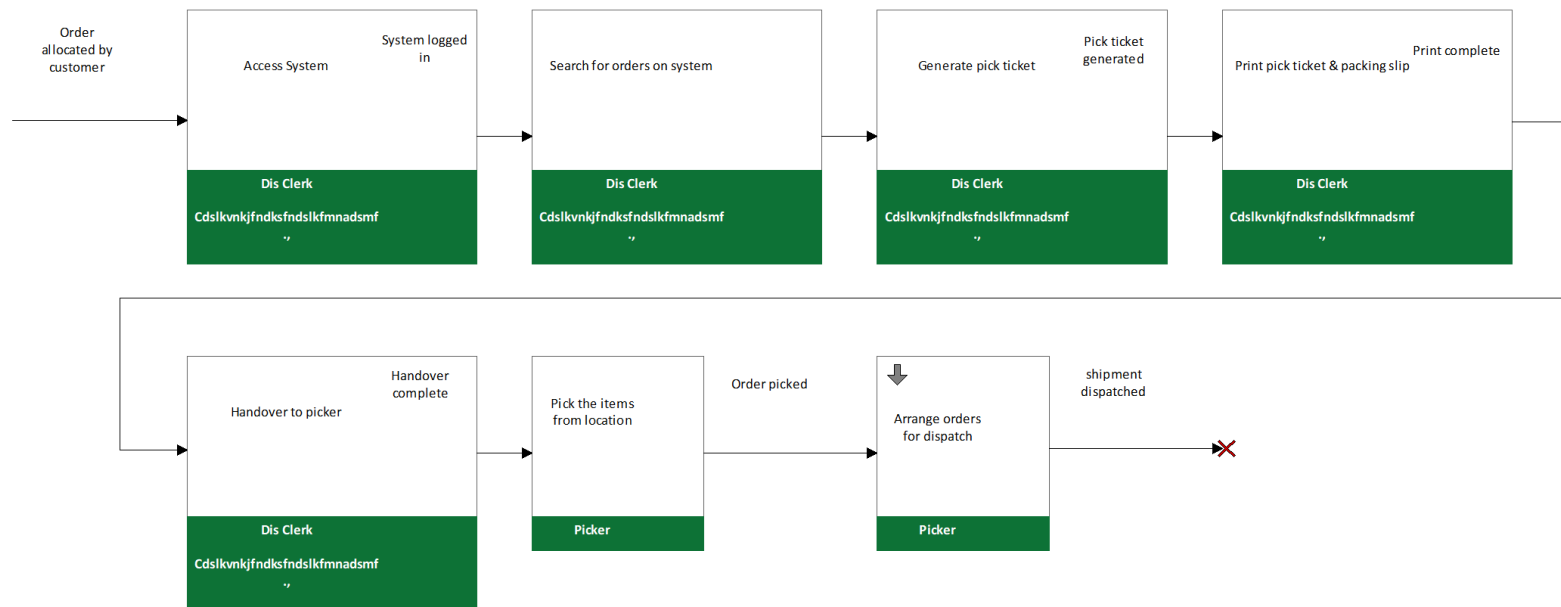 Order
allocated by
customer
Access System
System logged
in
Dis Clerk
Cdslkvnkjfndksfndslkfmnadsmf
.,
Search for orders on system
Dis Clerk
Cdslkvnkjfndksfndslkfmnadsmf
.,
Generate pick ticket
Pick ticket
generated
Dis Clerk
Cdslkvnkjfndksfndslkfmnadsmf
.,
Print pick ticket & packing slip
Print complete
Dis Clerk
Cdslkvnkjfndksfndslkfmnadsmf
.,
Handover to picker
Handover
complete
Dis Clerk
Cdslkvnkjfndksfndslkfmnadsmf
.,
Pick the items
from location
Picker
Order picked
Arrange orders
for dispatch
Picker
shipment
dispatched